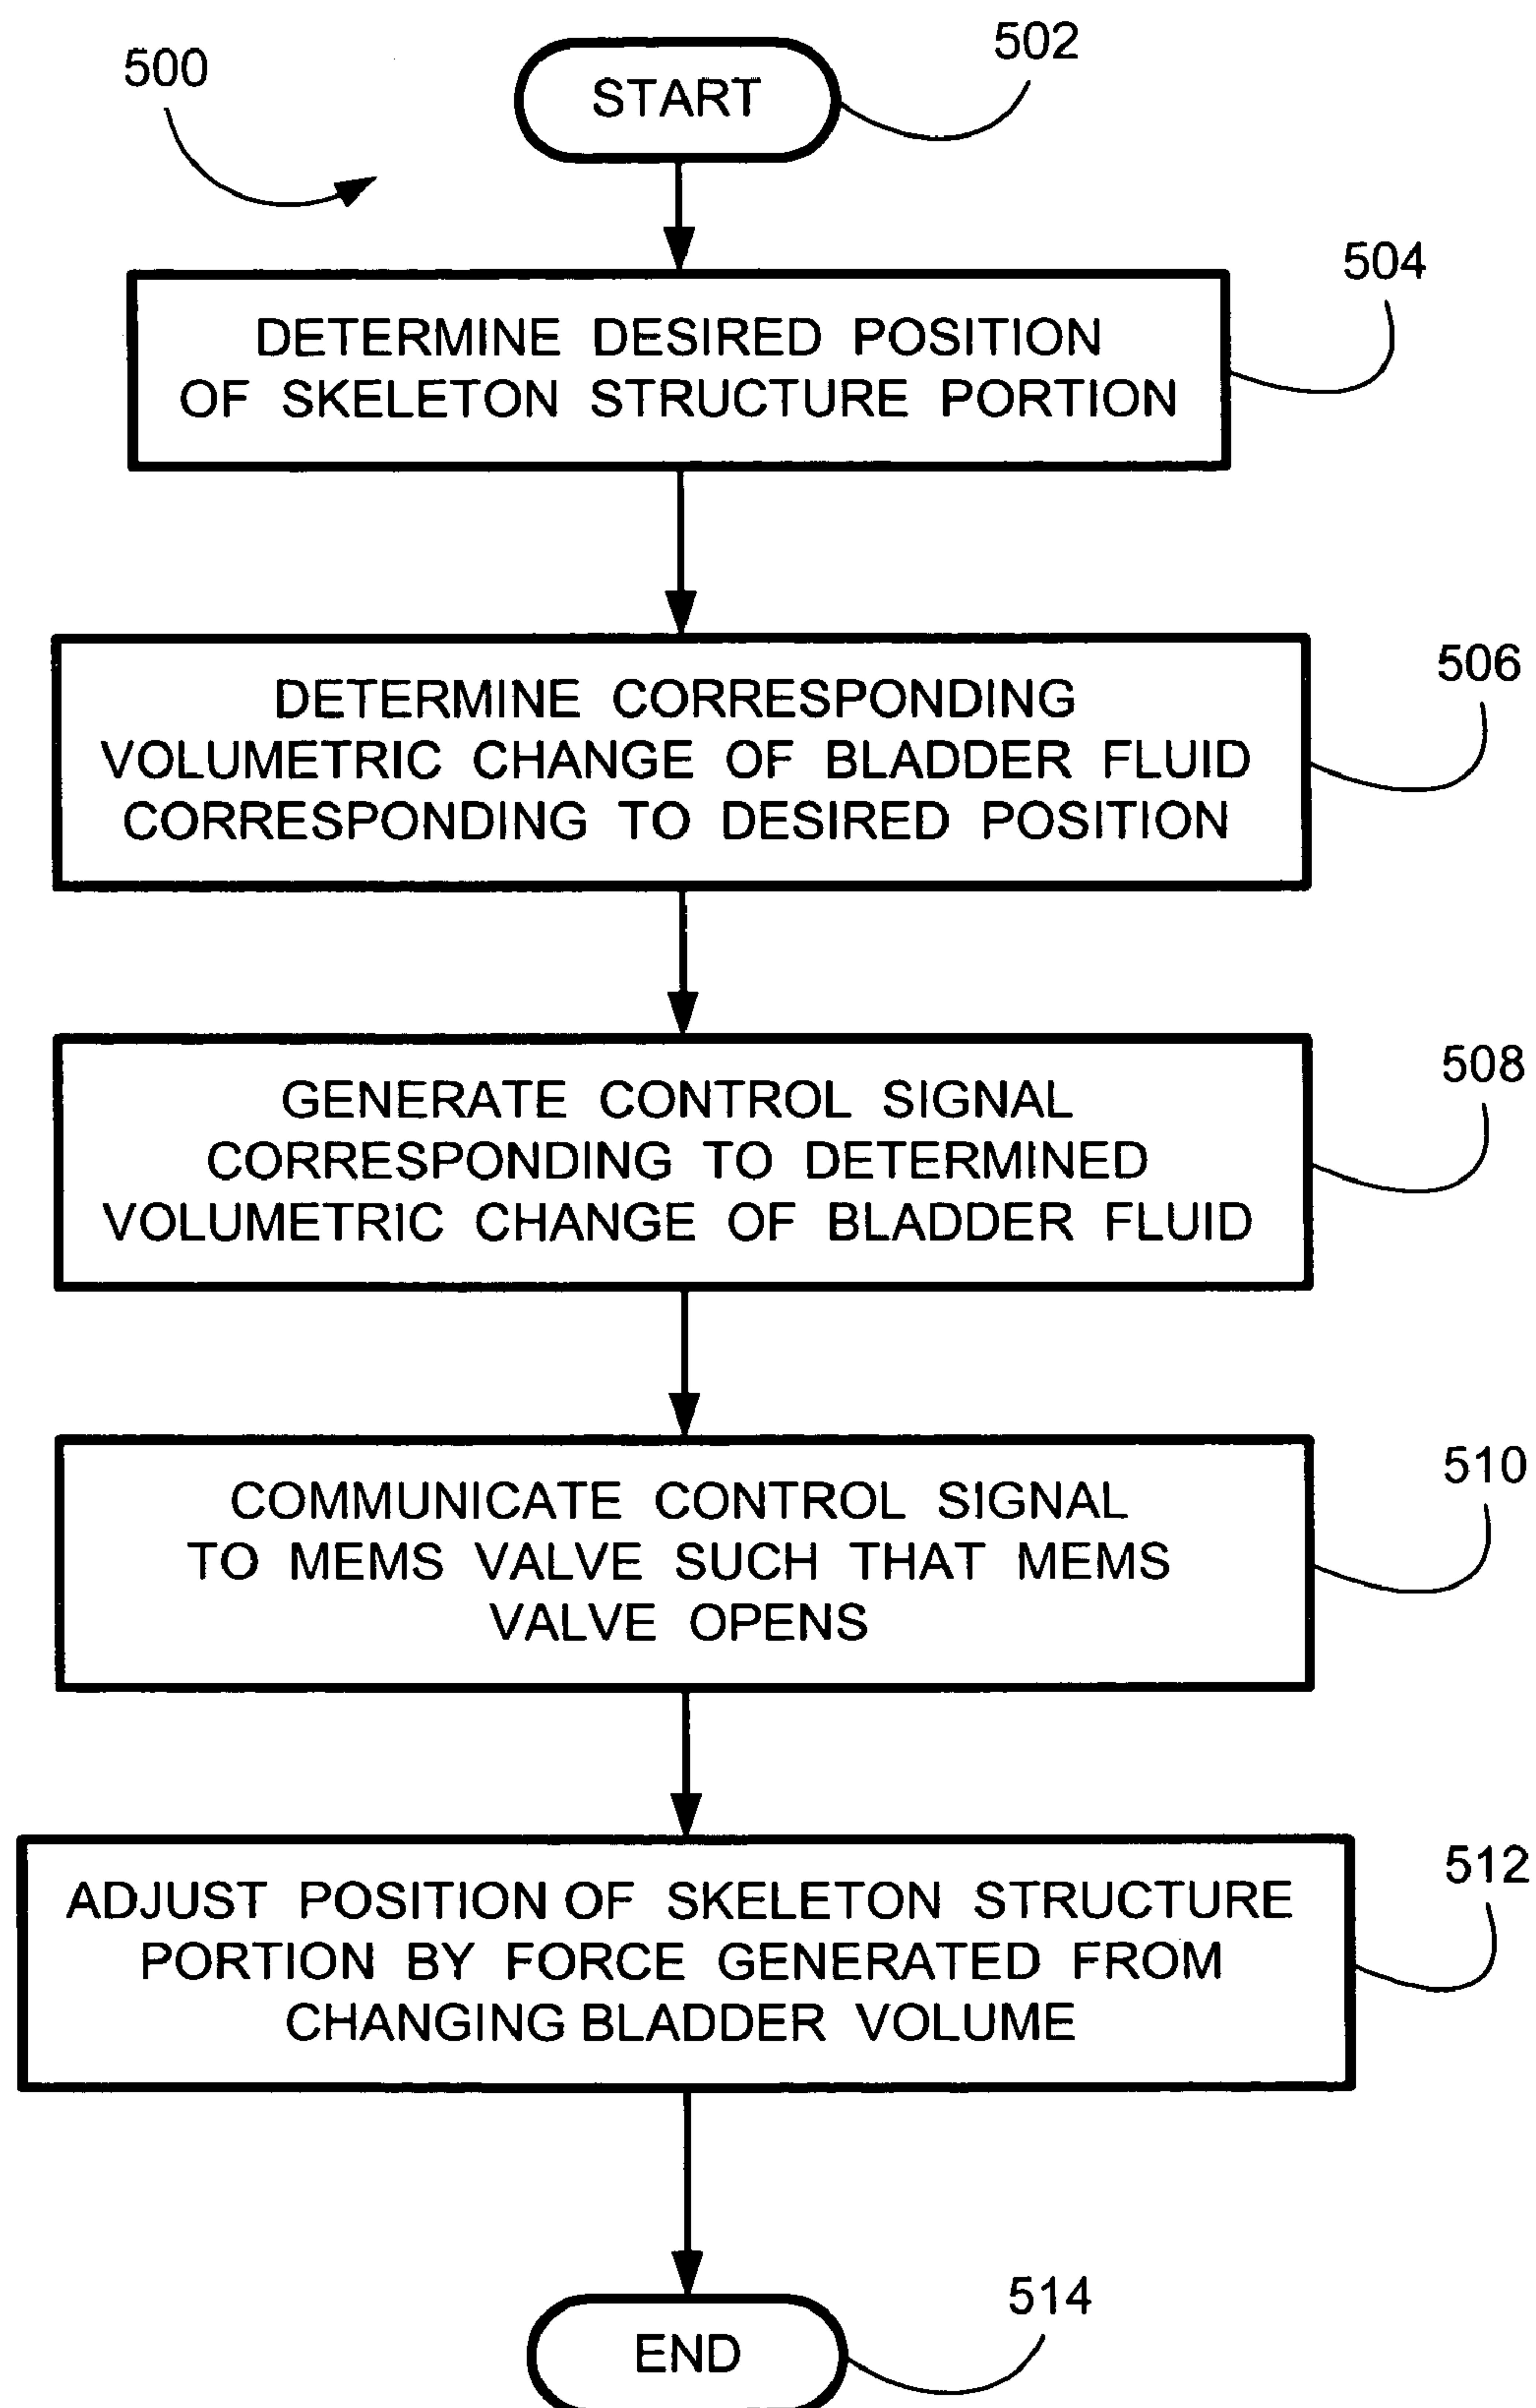 500
START
502
DETERMINE DESIRED POSITION
OF SKELETON STRUCTURE PORTION
504
DETERMINE CORRESPONDING
VOLUMETRIC CHANGE OF BLADDER FLUID
CORRESPONDING TO DESIRED POSITION
506
GENERATE CONTROL SIGNAL
CORRESPONDING TO DETERMINED
VOLUMETRIC CHANGE OF BLADDER FLUID
508
COMMUNICATE CONTROL SIGNAL
TO MEMS VALVE SUCH THAT MEMS
VALVE OPENS
510
ADJUST POSITION OF SKELETON STRUCTURE
PORTION BY FORCE GENERATED FROM
CHANGING BLADDER VOLUME
512
END
514